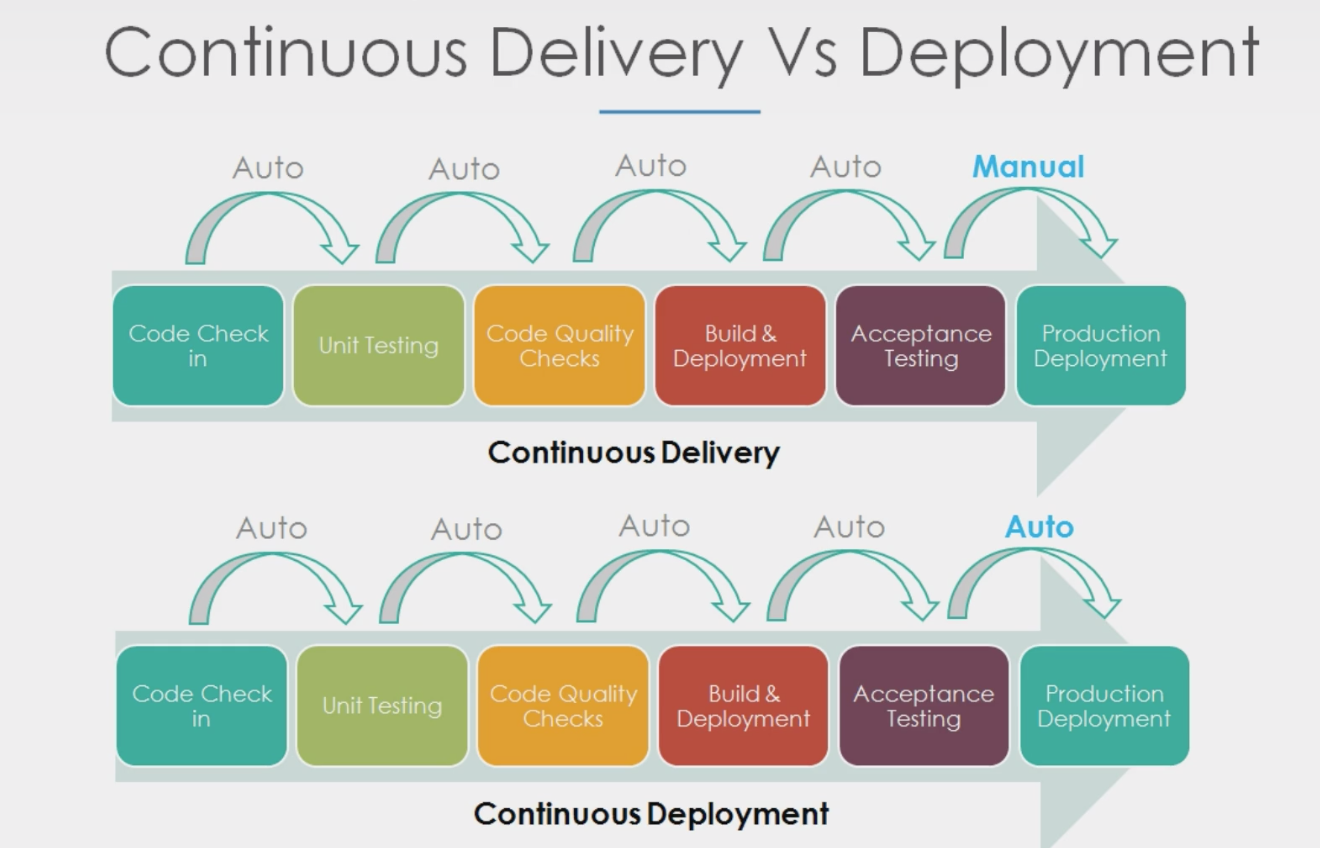 Continuous Delivery Vs Deployment
Auto
Auto
Auto
Auto
Manual
Code Check
in
Unit Testing
Code Quality
Checks
Build &
Deployment
Acceptance
Testing
Production
Deployment
Continuous Delivery
Auto
Auto
Auto
Auto
Auto
Code Check
in
Unit Testing
Code Quality
Checks
Build &
Deployment
Acceptance
Testing
Production
Deployment
Continuous Deployment